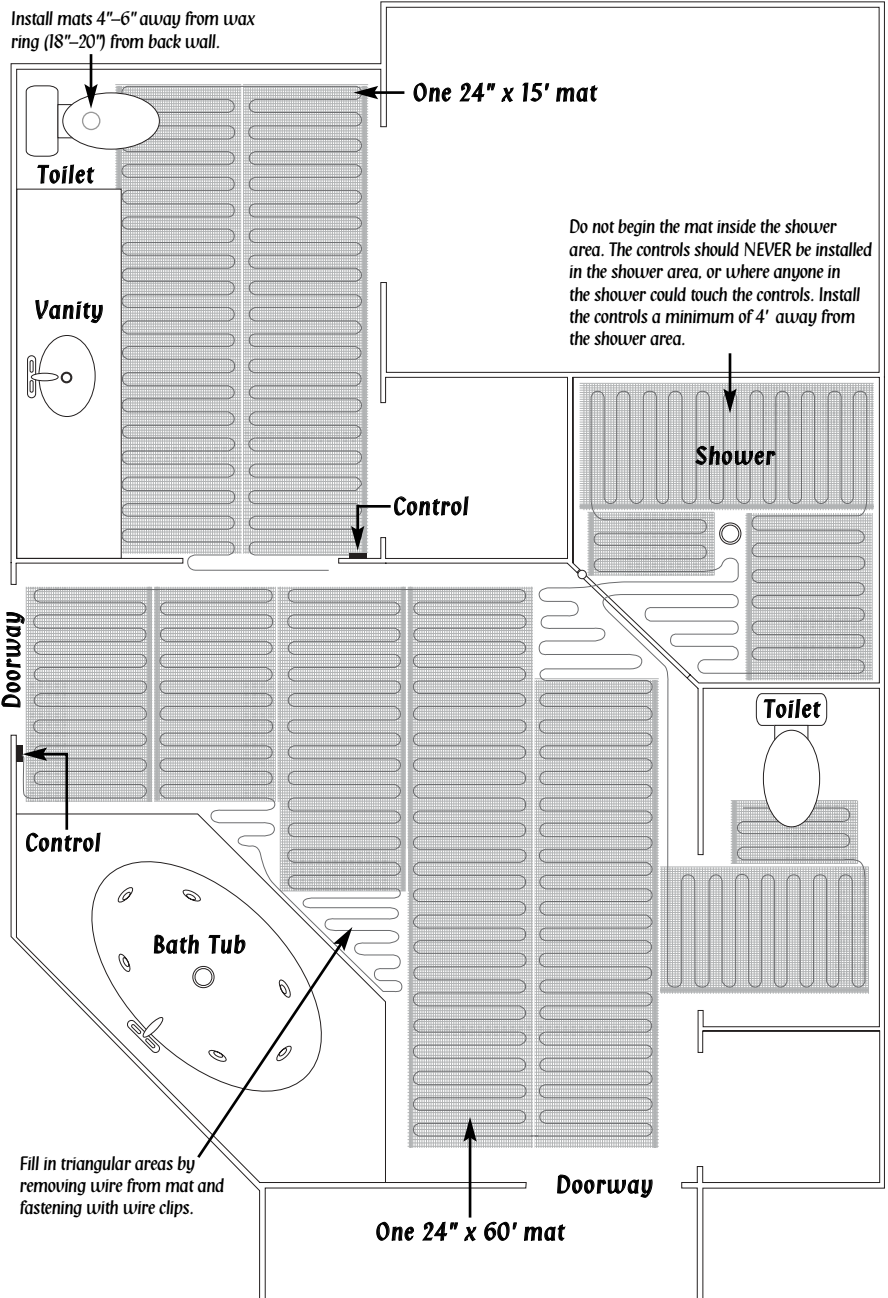 Install mats 4"–6" away from wax
ring (18"–20") from back wall.
One 24" x 15' mat
Toilet
Do not begin the mat inside the shower
area. The controls should NEVER be installed
in the shower area, or where anyone in
the shower could touch the controls. Install
the controls a minimum of 4' away from
the shower area.
Vanity
Shower
Control
Doorway
Toilet
Control
Bath Tub
Fill in triangular areas by
removing wire from mat and
fastening with wire clips.
Doorway
One 24" x 60' mat